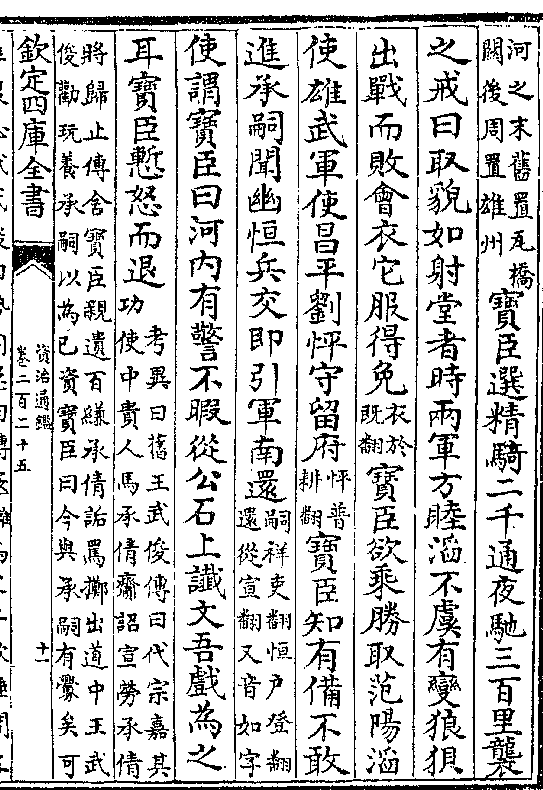 河之末舊置瓦橋
關後周置雄州
寶臣選精騎二千通夜馳三百里襲
之戒曰取貌如射堂者時兩軍方睦滔不虞有變狼狽
出戰而敗會衣它服得免
衣於
既翻
寶臣欲乘勝取范陽滔
使雄武軍使昌平劉怦守留府
怦普
耕翻
寶臣知有備不敢
進承嗣聞幽恒兵交即引軍南還
嗣祥吏翻恒户登翻
還從宣翻又音如字
使謂寶臣曰河内有警不暇從公石上讖文吾戲為之
耳寶臣慙怒而退
考異曰舊王武俊傳曰代宗嘉其
功使中貴人馬承倩齎詔宣勞承倩
將歸止傳舍寶臣親遺百縑承倩詬罵擲出道中王武
俊勸玩養承嗣以為己資寶臣曰今與承嗣有釁矣可
欽定四庫全書
資治通鑑
卷二百二十五
十一